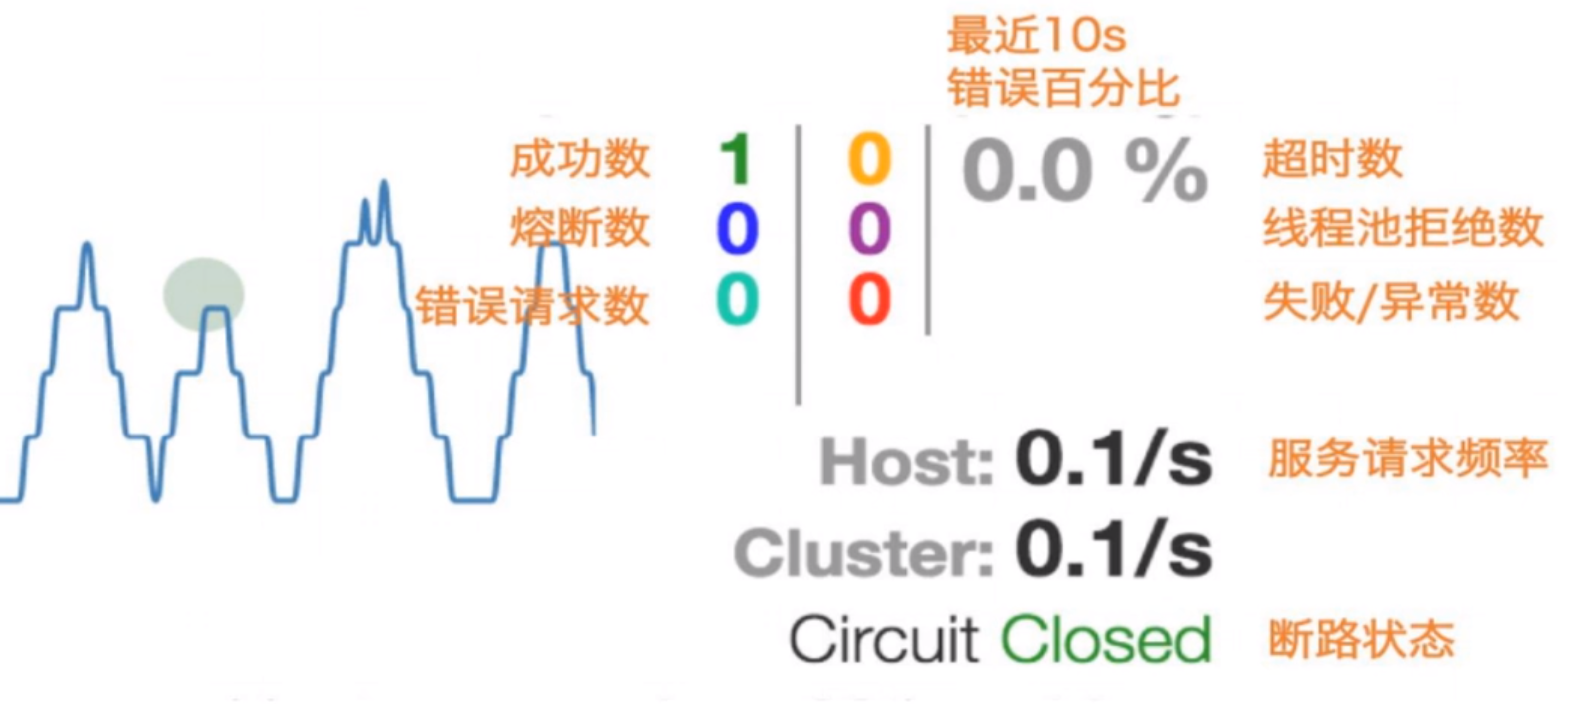 最近10s
错误百分比
成功数 1 0 0.0 % 超时数
熔断数 0 0 线程池拒绝数
错误请求数 0 0 失败/异常数
Host: 0.1/s 服务请求频率
Cluster: 0.1/s
Circuit Closed 断路状态